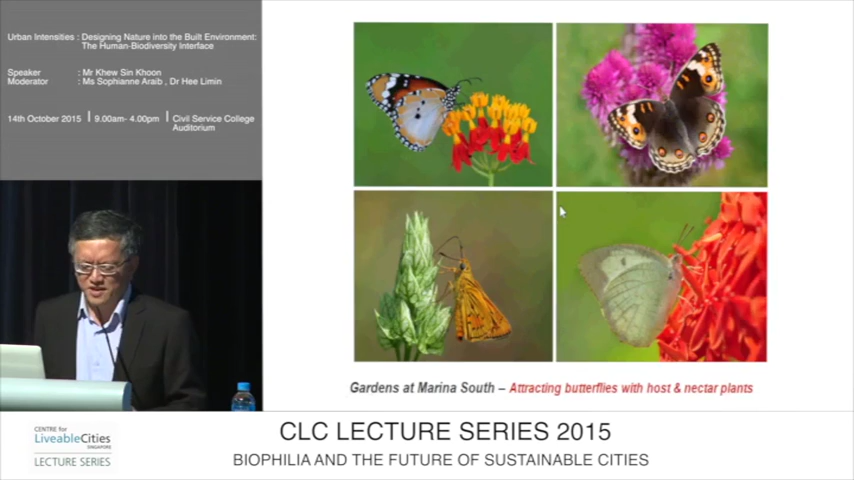 Urban Intensities : Designing Nature into the Built Environment:
The Human-Biodiversity Interface
Speaker : Mr Khew Sin Khoon
Moderator : Ms Sophianne Araib , Dr Hee Limin
14th October 2015 | 9.00am- 4.00pm | Civil Service College
Auditorium
Gardens at Marina South – Attracting butterflies with host & nectar plants
CENTRE for
LiveableCities
SINGAPORE
LECTURE SERIES
CLC LECTURE SERIES 2015
BIOPHILIA AND THE FUTURE OF SUSTAINABLE CITIES